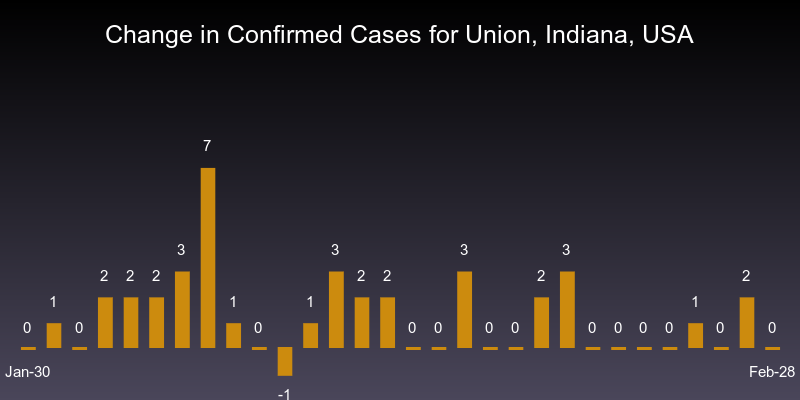 Change in Confirmed Cases for Union, Indiana, USA
0 1 0 2 2 2 3 7 1 0 -1 1 3 2 2 0 0 3 0 0 2 3 0 0 0 0 1 0 2 0
Jan-30 Feb-28